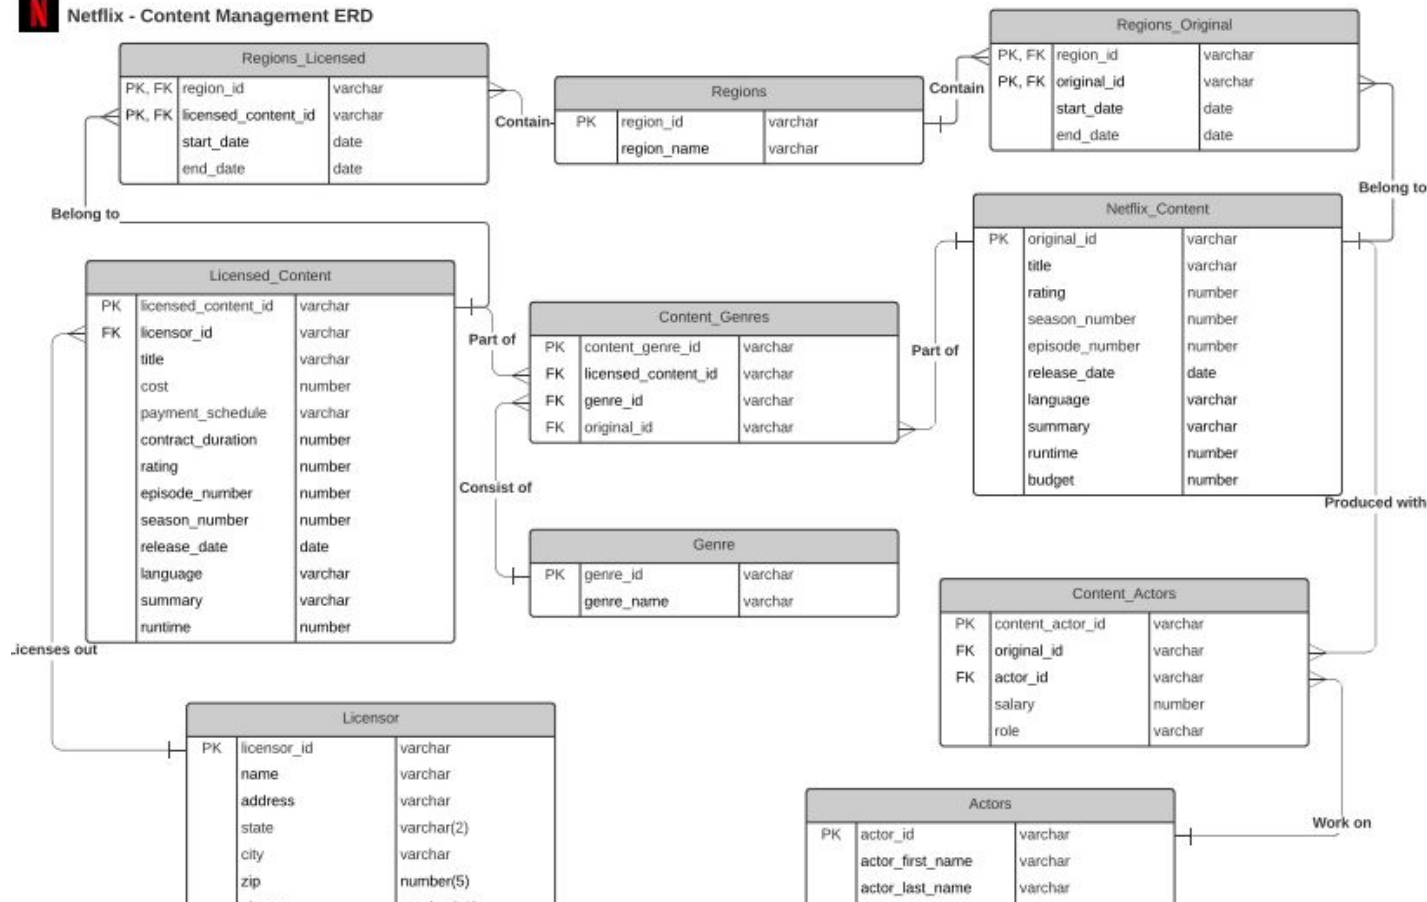 N
Netflix - Content Management ERD
Regions_Licensed
PK, FK region_id varchar
PK, FK licensed_content_id varchar
start_date date
end_date date
Contain
Regions
PK region_id varchar
region_name varchar
Contain
Regions_Original
PK, FK region_id varchar
PK, FK original_id varchar
start_date date
end_date date
Belong to
Belong to
Netflix_Content
PK original_id varchar
title varchar
rating number
season_number number
episode_number number
release_date date
language varchar
summary varchar
runtime number
budget number
Licensed_Content
PK licensed_content_id varchar
FK licensor_id varchar
title varchar
cost number
payment_schedule varchar
contract_duration number
rating number
episode_number number
season_number number
release_date date
language varchar
summary varchar
runtime number
Part of
Content_Genres
PK content_genre_id varchar
FK licensed_content_id varchar
FK genre_id varchar
FK original_id varchar
Part of
Consist of
Genre
PK genre_id varchar
genre_name varchar
Produced with
Content_Actors
PK content_actor_id varchar
FK original_id varchar
FK actor_id varchar
salary number
role varchar
icenses out
Licensor
PK licensor_id varchar
name varchar
address varchar
state varchar(2)
city varchar
zip number(5)
Actors
PK actor_id varchar
actor_first_name varchar
actor_last_name varchar
Work on